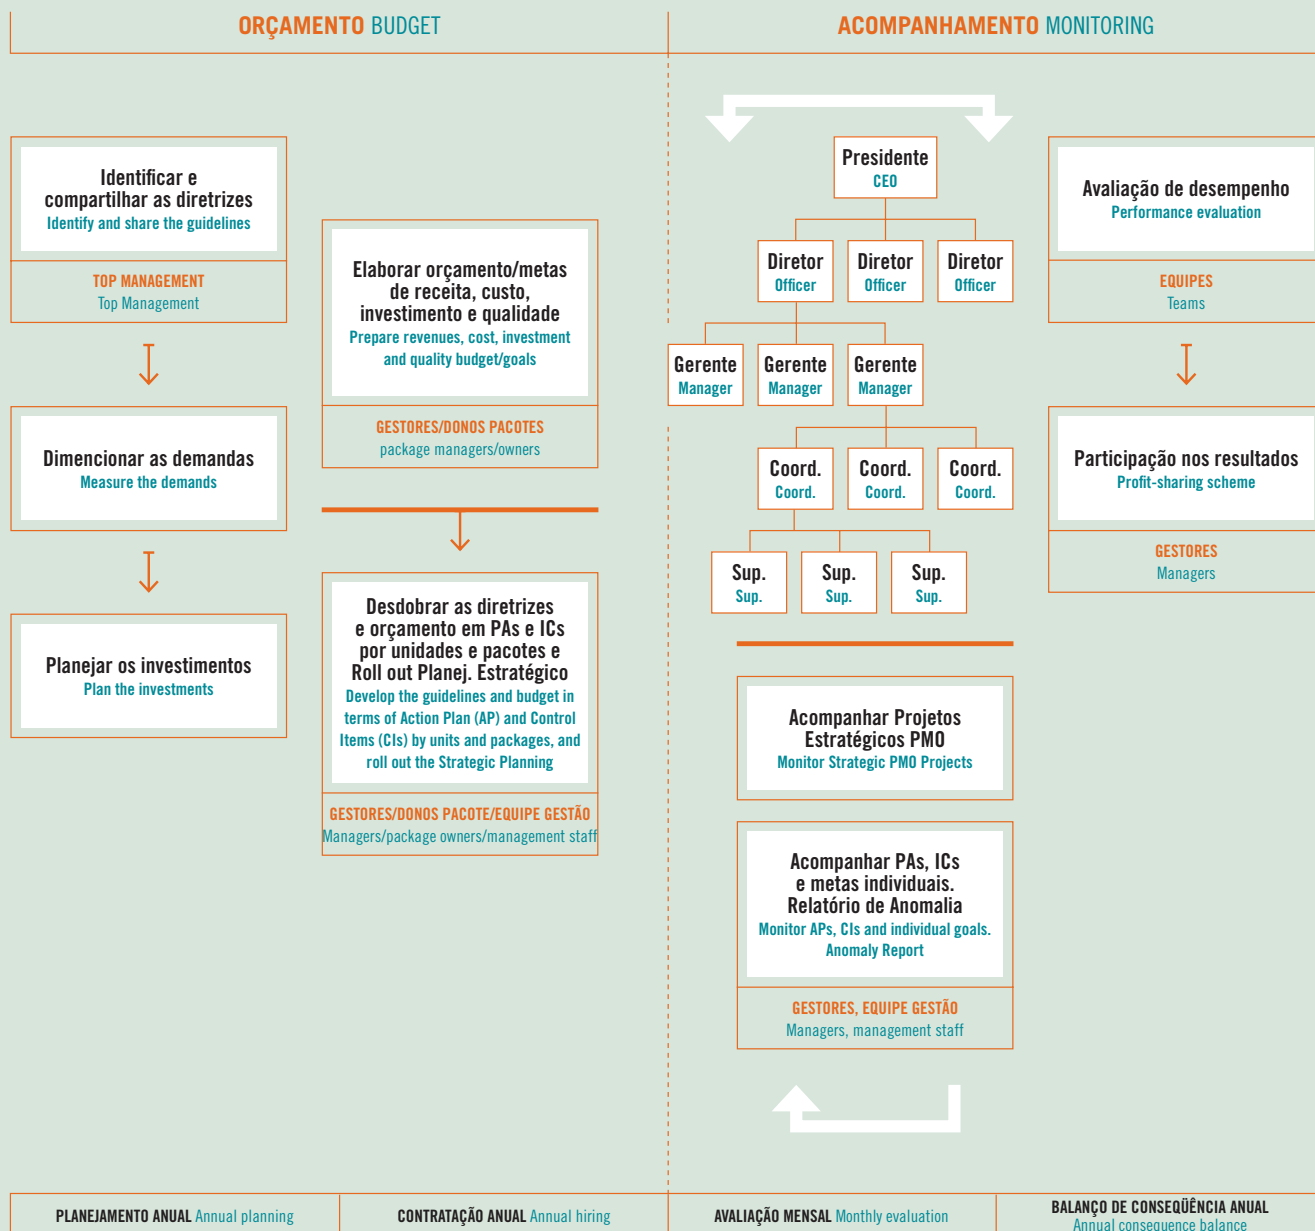 ORÇAMENTO BUDGET
ACOMPANHAMENTO MONITORING
Identificar e
compartilhar as diretrizes
Identify and share the guidelines
TOP MANAGEMENT
Top Management
Dimencionar as demandas
Measure the demands
Planejar os investimentos
Plan the investments
Elaborar orçamento/metas
de receita, custo,
investimento e qualidade
Prepare revenues, cost, investment
and quality budget/goals
GESTORES/DONOS PACOTES
package managers/owners
Desdobrar as diretrizes
e orçamento em PAs e ICs
por unidades e pacotes e
Roll out Planej. Estratégico
Develop the guidelines and budget in
terms of Action Plan (AP) and Control
Items (CIs) by units and packages, and
roll out the Strategic Planning
GESTORES/DONOS PACOTE/EQUIPE GESTÃO
Managers/package owners/management staff
Presidente
CEO
Diretor Diretor Diretor
Officer Officer Officer
Gerente Gerente Gerente
Manager Manager Manager
Coord. Coord. Coord.
Coord. Coord. Coord.
Sup. Sup. Sup.
Sup. Sup. Sup.
Acompanhar Projetos
Estratégicos PMO
Monitor Strategic PMO Projects
Acompanhar PAs, ICs
e metas individuais.
Relatório de Anomalia
Monitor APs, CIs and individual goals.
Anomaly Report
GESTORES, EQUIPE GESTÃO
Managers, management staff
Avaliação de desempenho
Performance evaluation
EQUIPES
Teams
Participação nos resultados
Profit-sharing scheme
GESTORES
Managers
PLANEJAMENTO ANUAL Annual planning
CONTRATAÇÃO ANUAL Annual hiring
AVALIAÇÃO MENSAL Monthly evaluation
BALANÇO DE CONSEQÜÊNCIA ANUAL
Annual consequence balance